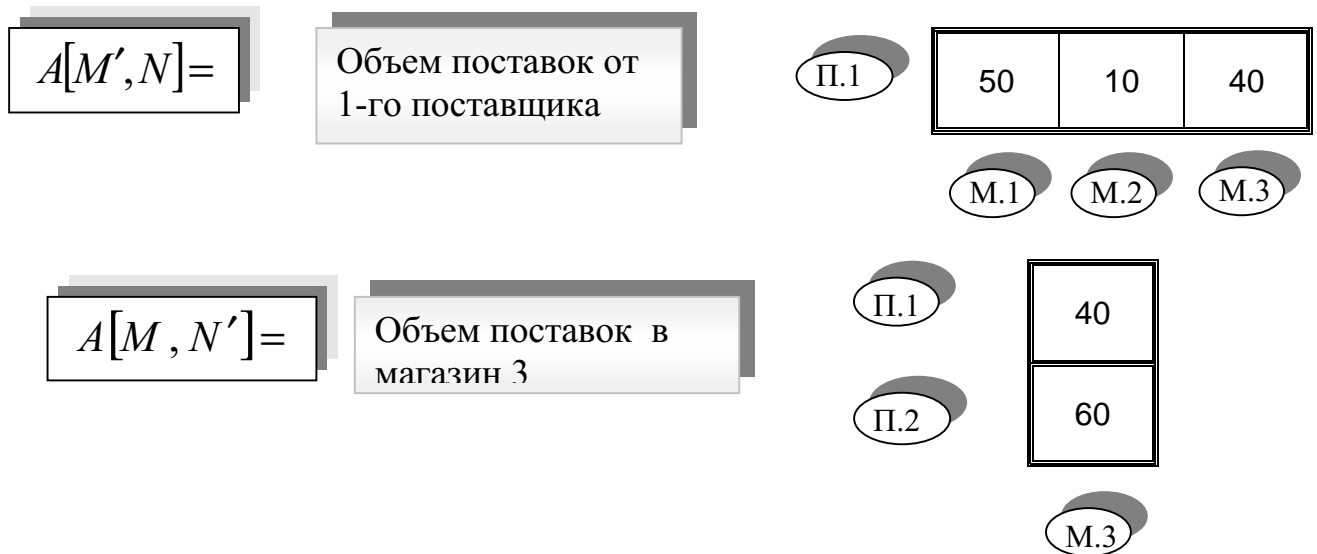 A[M′, N]=
Объем поставок от
1-го поставщика
П.1
50 10 40
М.1 М.2 М.3
A[M , N′]=
Объем поставок в
магазин 3
П.1
40
П.2
60
М.3